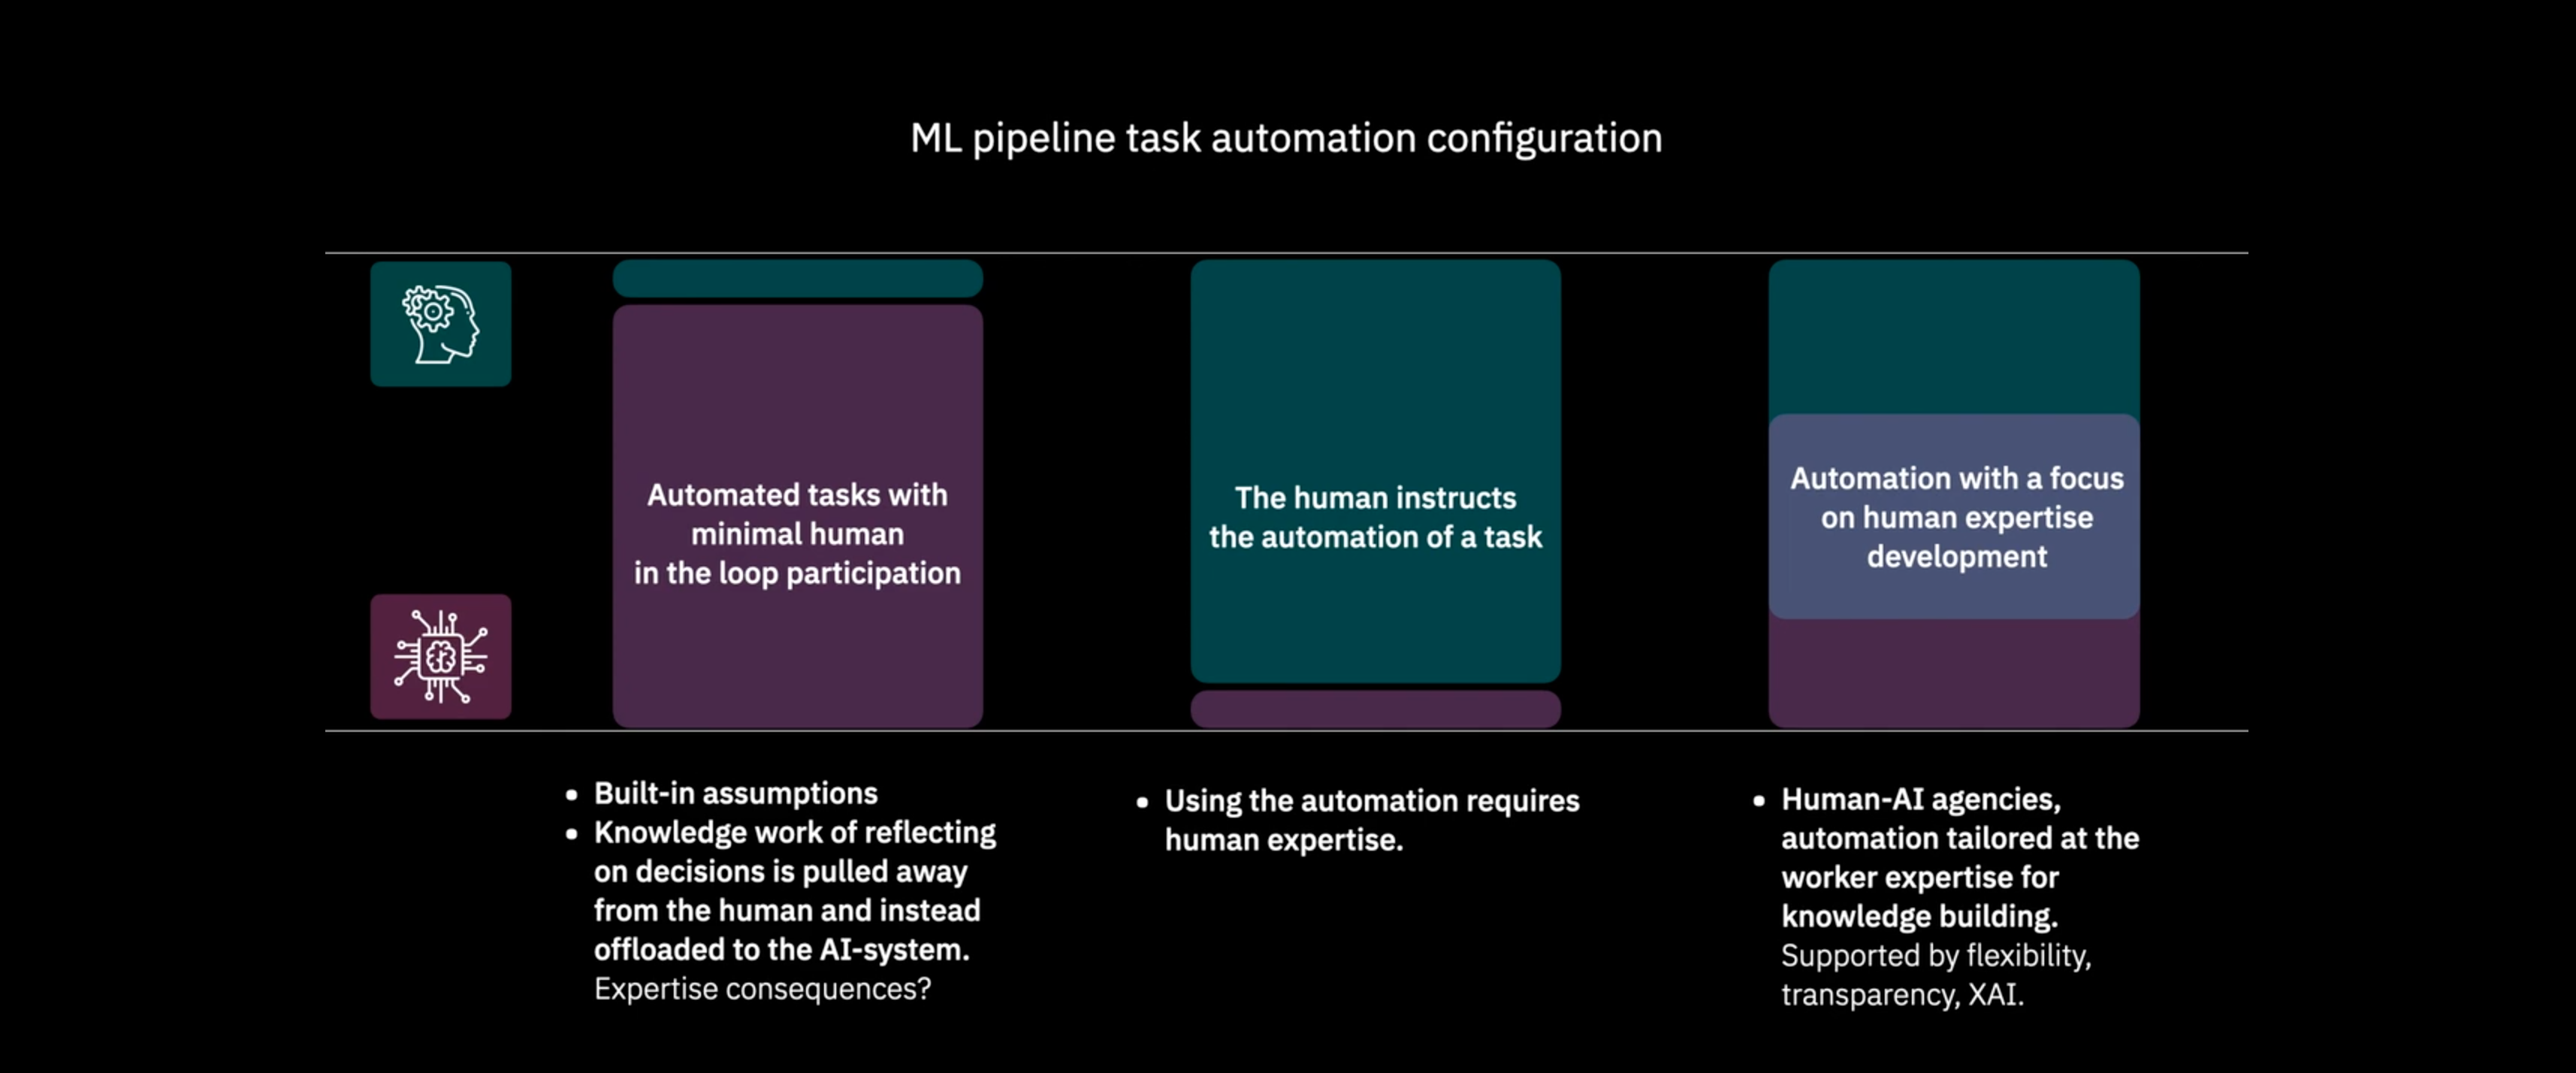 ML pipeline task automation configuration
Automated tasks with
minimal human
in the loop participation
The human instructs
the automation of a task
Automation with a focus
on human expertise
development
• Built-in assumptions
• Knowledge work of reflecting
on decisions is pulled away
from the human and instead
offloaded to the AI-system.
Expertise consequences?
• Using the automation requires
human expertise.
• Human-AI agencies,
automation tailored at the
worker expertise for
knowledge building.
Supported by flexibility,
transparency, XAI.